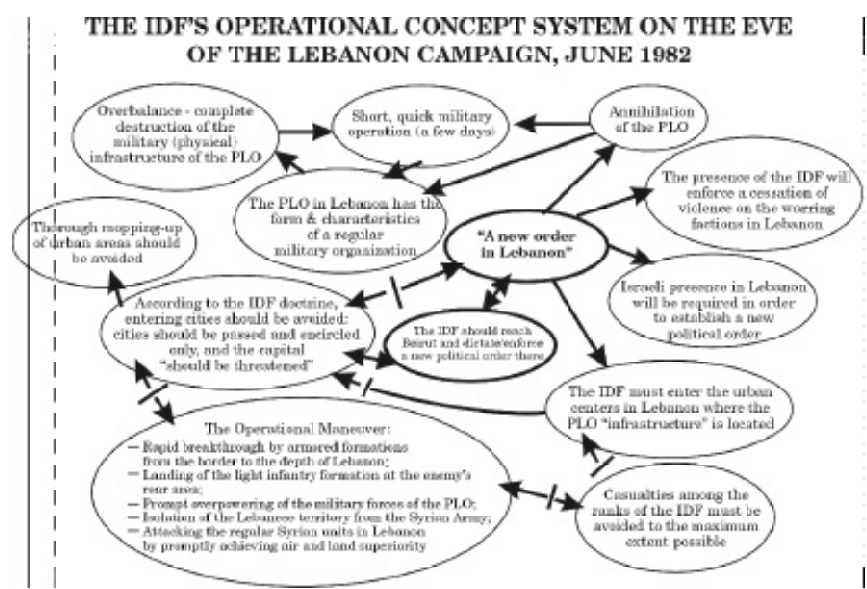 THE IDF'S OPERATIONAL CONCEPT SYSTEM ON THE EVE
OF THE LEBANON CAMPAIGN, JUNE 1982
Overbalance - complete
destruction of the
military (physical)
infrastructure of the PLO
Short, quick military
operation (a few days)
Annihilation
of the PLO
The PLO in Lebanon has the
form & characteristics
of a regular
military organization
The presence of the IDF will
enforce a cessation of
violence on the worring
factions in Lebanon
Thorough mopping-up
of urban areas should
be avoided
"A new order
in Lebanon"
Israeli presence in Lebanon
will be required in order
to establish a new
political order
According to the IDF doctrine,
entering cities should be avoided:
cities should be passed and encircled
only, and the capital
"should be threatened"
The IDF should reach
Beirut and dictate/enforce
a new political order there
The IDF must enter the urban
centers in Lebanon where the
PLO "infrastructure" is located
The Operational Maneuver:
— Rapid breakthrough by armored formations
from the border to the depth of Lebanon;
— Landing of the light infantry formation at the enemy's
rear area;
— Prompt overpowering of the military forces of the PLO;
— Isolation of the Lebanese territory from the Syrian Army;
— Attacking the regular Syrian units in Lebanon
by promptly achieving air and land superiority
Casualties among the
ranks of the IDF must be
avoided to the maximum
extent possible